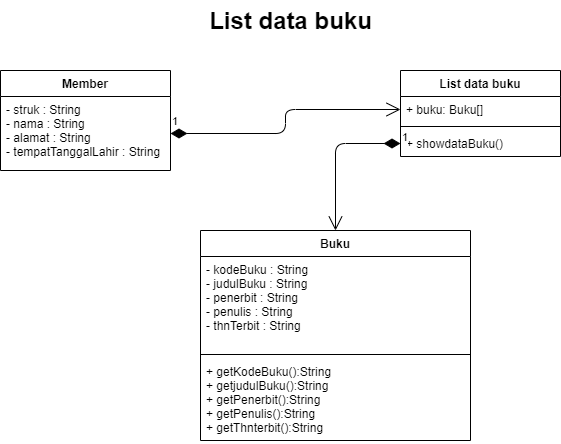 List data buku
Member
- struk : String
- nama : String
- alamat : String
- tempatTanggalLahir : String
1
List data buku
+ buku: Buku[]
1
+ showdataBuku()
Buku
- kodeBuku : String
- judulBuku : String
- penerbit : String
- penulis : String
- thnTerbit : String
+ getKodeBuku():String
+ getjudulBuku():String
+ getPenerbit():String
+ getPenulis():String
+ getThnterbit():String